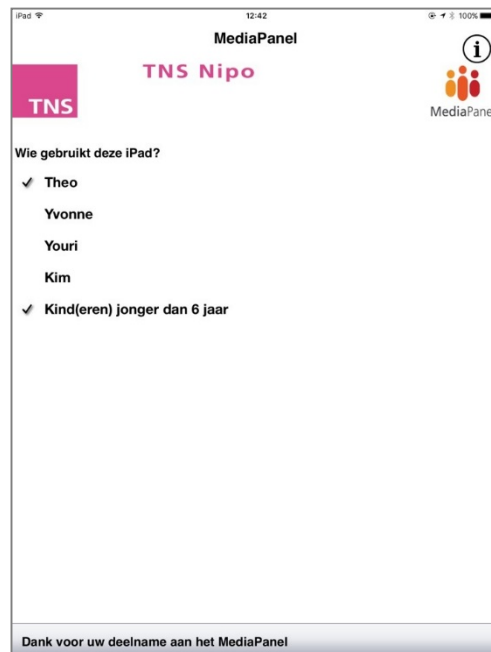 iPad 12:42 100%
MediaPanel
i
TNS Nipo
TNS
MediaPane
Wie gebruikt deze iPad?
✓ Theo
Yvonne
Youri
Kim
✓ Kind(eren) jonger dan 6 jaar
Dank voor uw deelname aan het MediaPanel